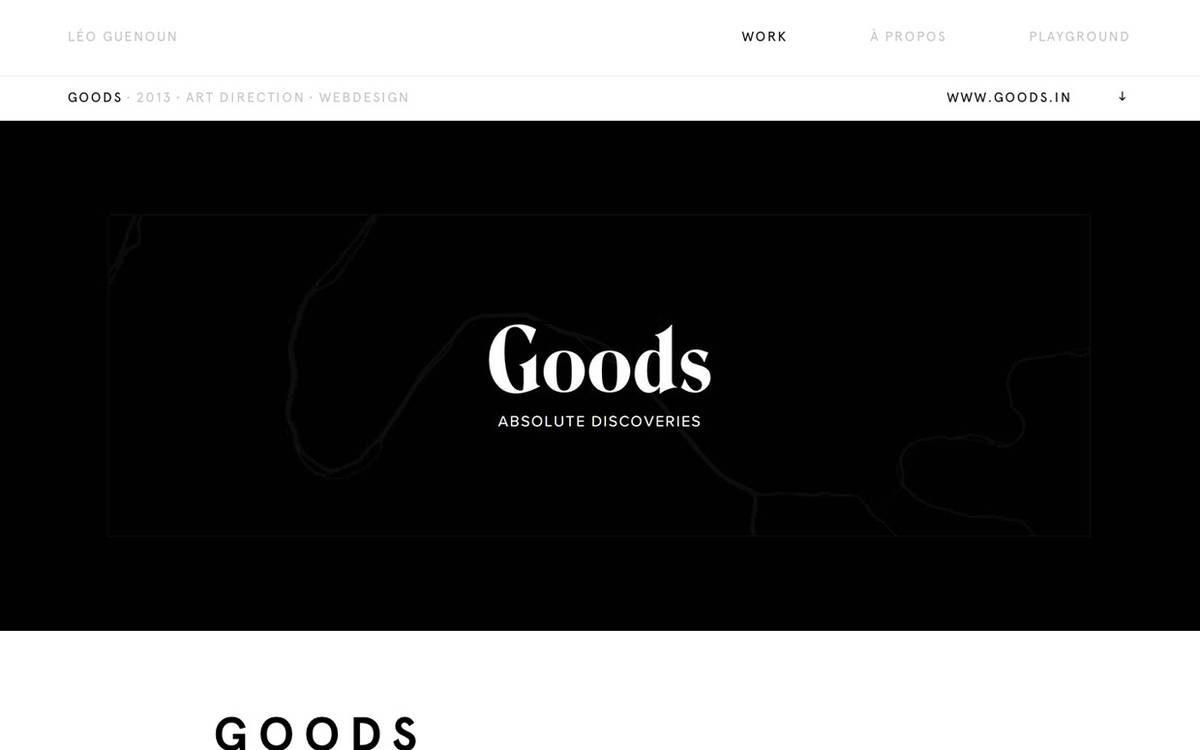 LÉO GUENOUN WORK À PROPOS PLAYGROUND
GOODS · 2013 · ART DIRECTION · WEBDESIGN WWW.GOODS.IN ↓
Goods
ABSOLUTE DISCOVERIES
GOODS